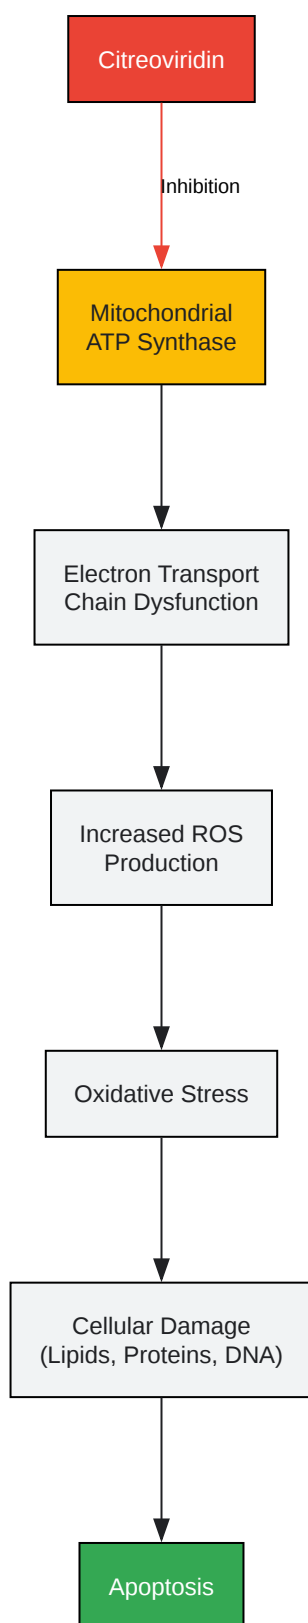 Citreoviridin
Inhibition
Mitochondrial
ATP Synthase
Electron Transport
Chain Dysfunction
Increased ROS
Production
Oxidative Stress
Cellular Damage
(Lipids, Proteins, DNA)
Apoptosis